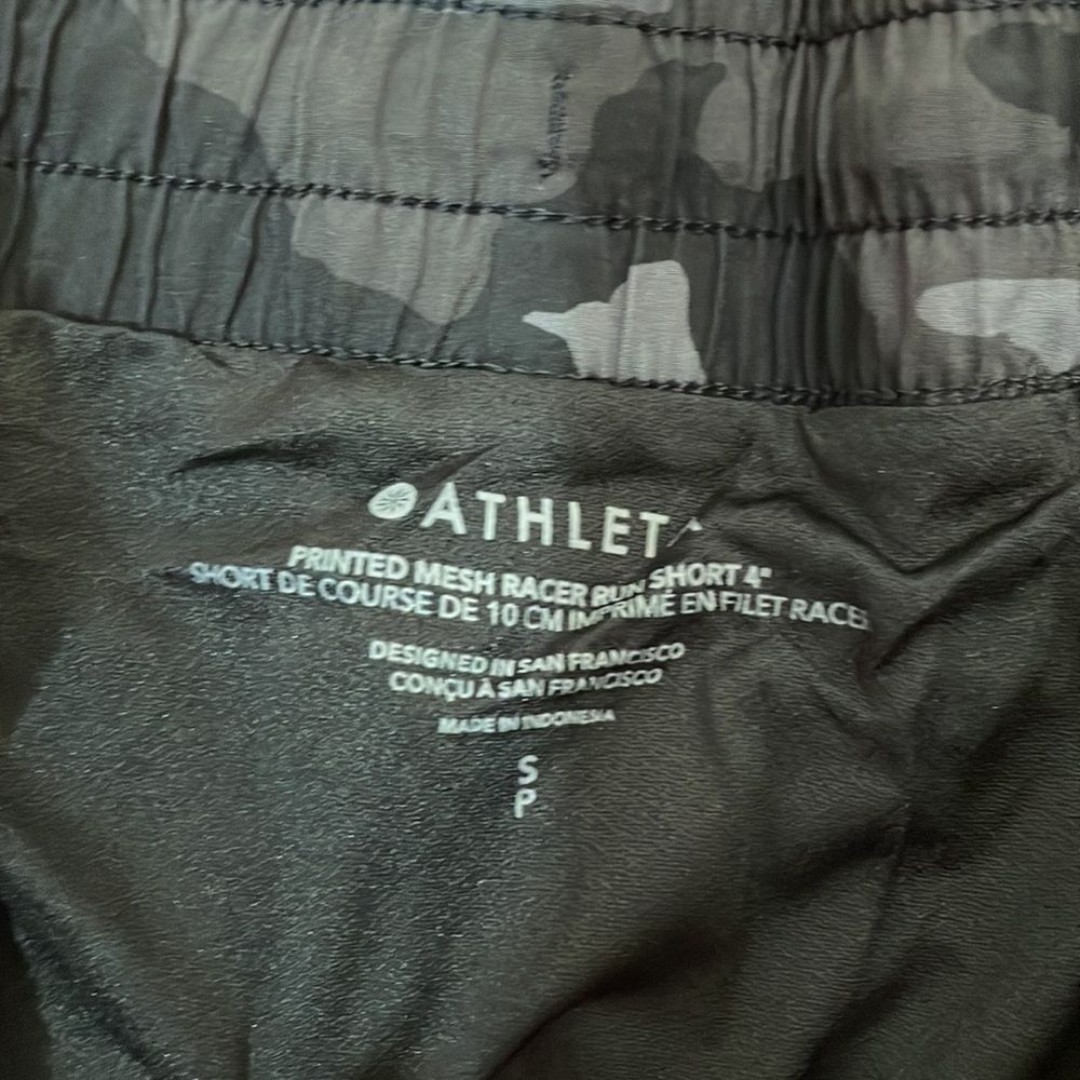 ATHLETA
PRINTED MESH RACER RUN SHORT 4"
SHORT DE COURSE DE 10 CM IMPRIMÉ EN FILET RACER
DESIGNED IN SAN FRANCISCO
CONÇU À SAN FRANCISCO
MADE IN INDONESIA
S
P